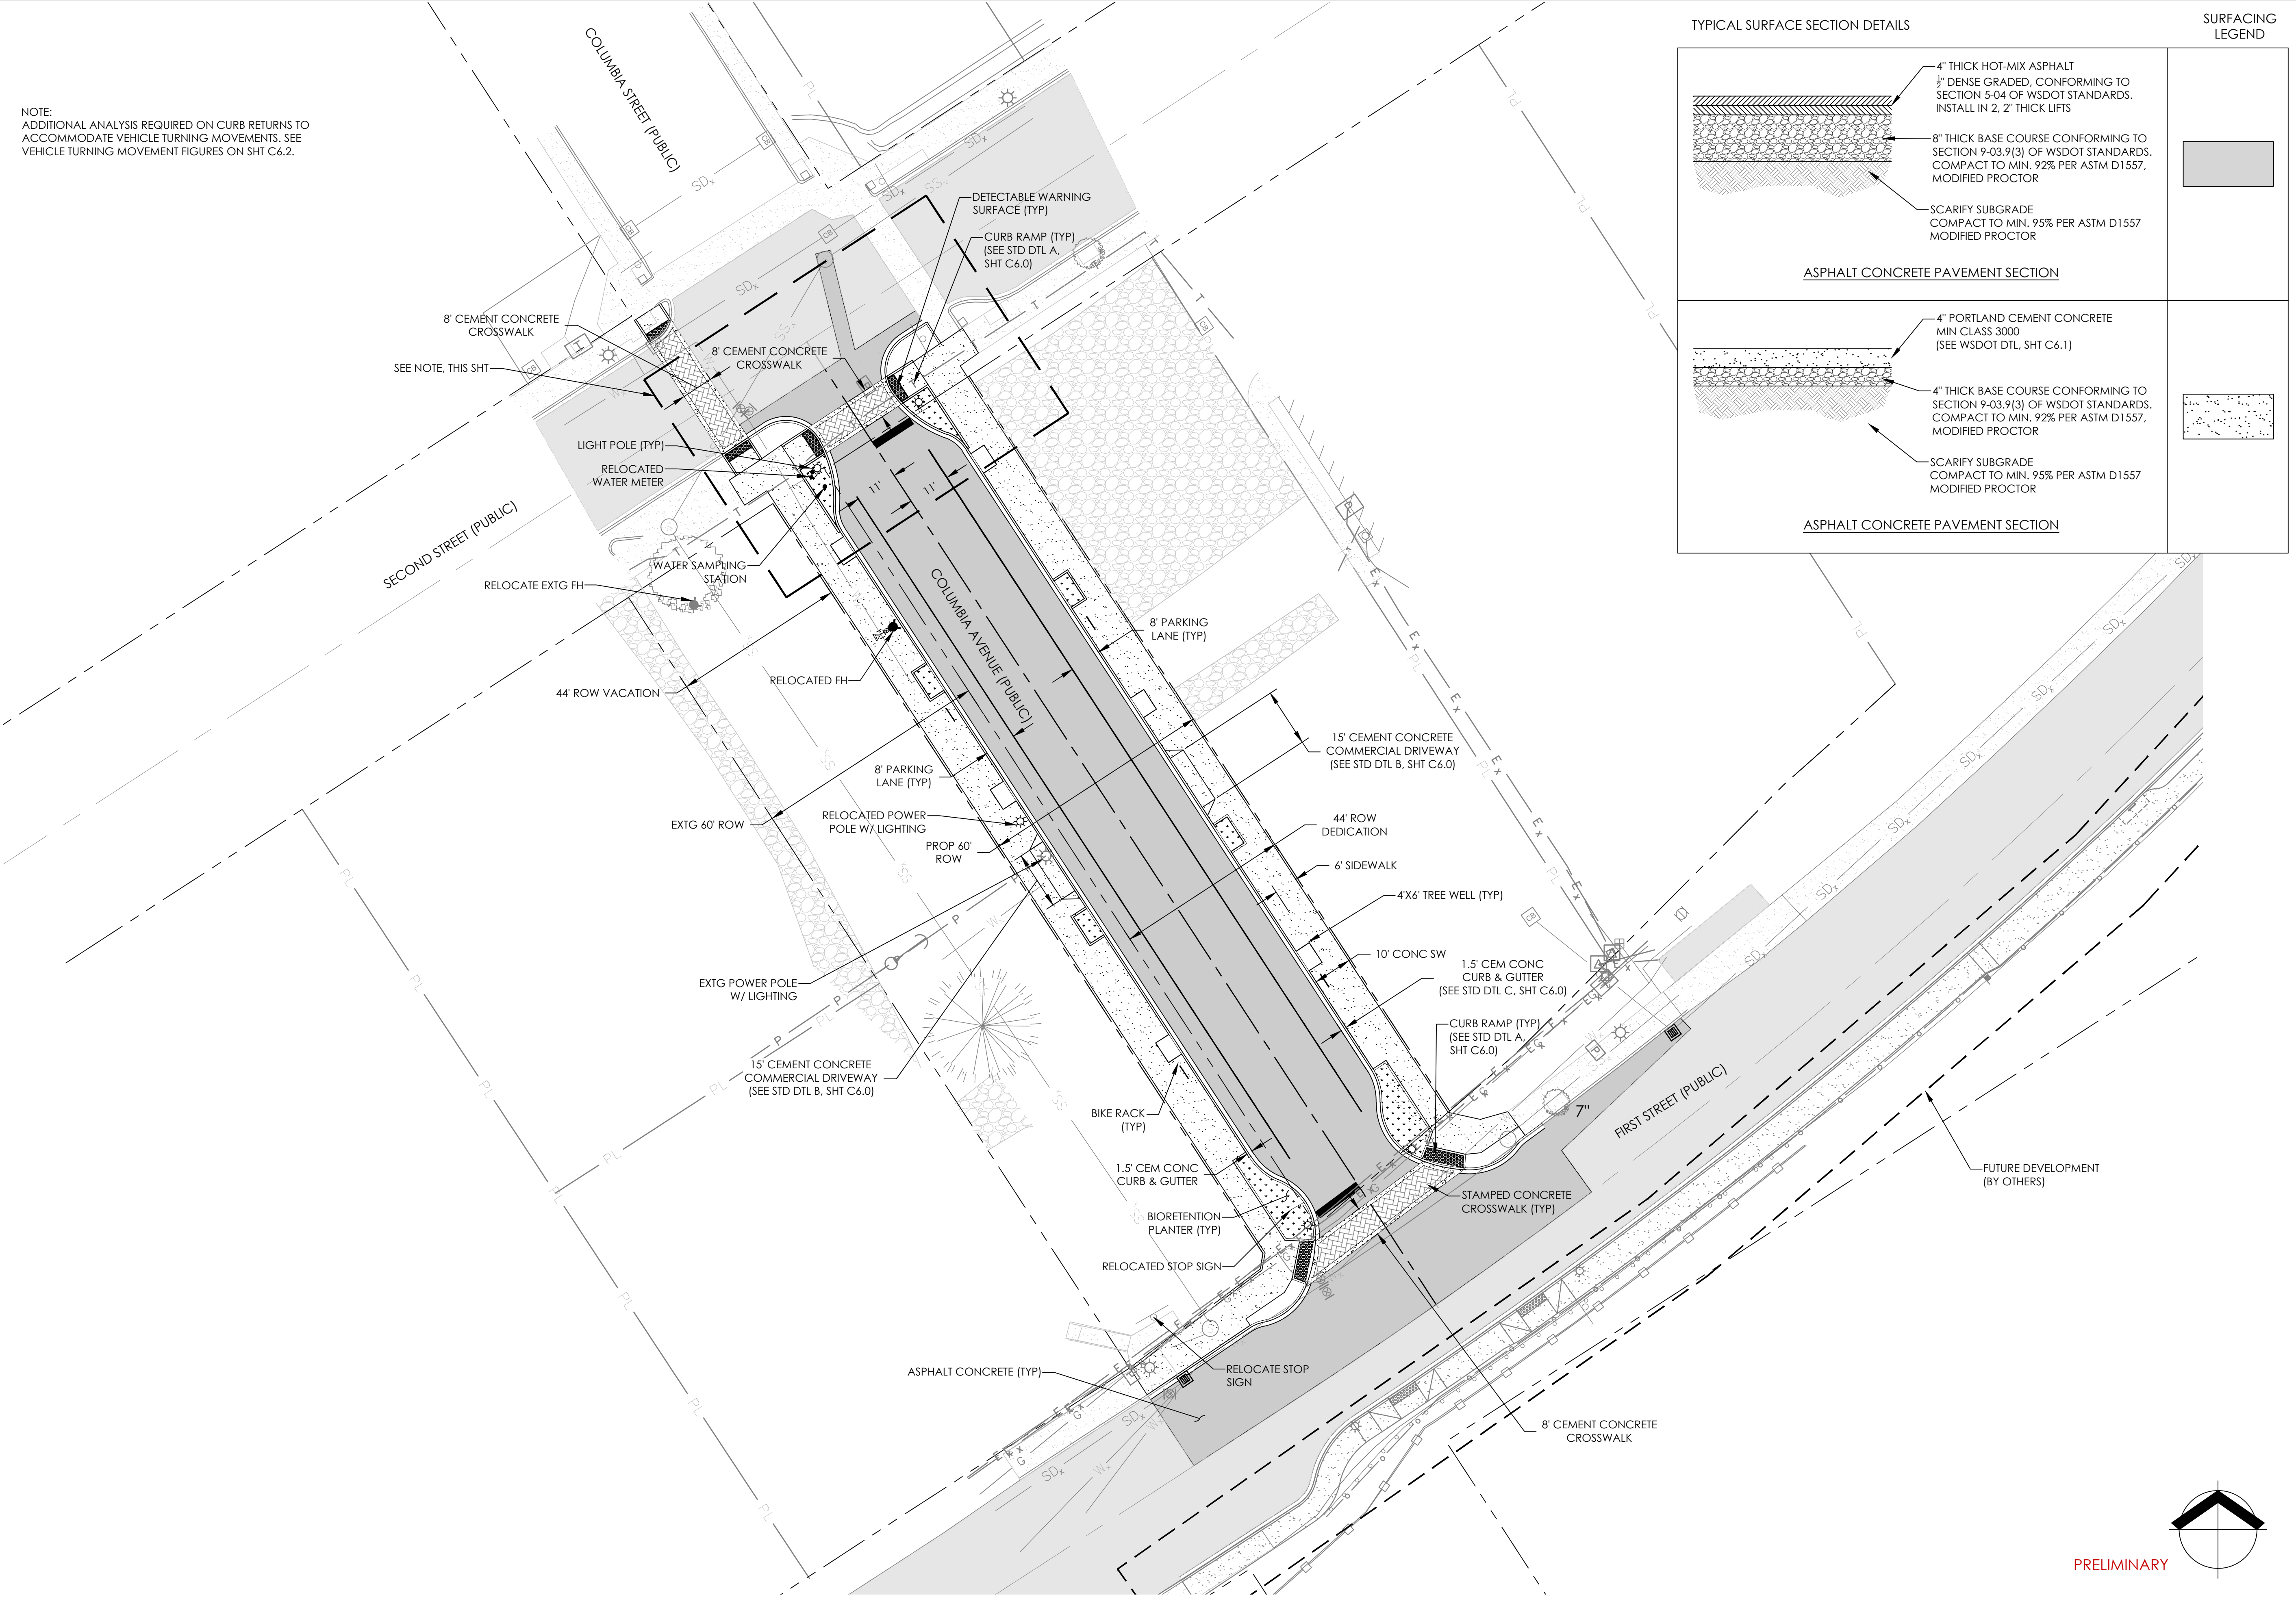 TYPICAL SURFACE SECTION DETAILS
SURFACING
LEGEND
4" THICK HOT-MIX ASPHALT
½" DENSE GRADED, CONFORMING TO
SECTION 5-04 OF WSDOT STANDARDS.
INSTALL IN 2, 2" THICK LIFTS
8" THICK BASE COURSE CONFORMING TO
SECTION 9-03.9(3) OF WSDOT STANDARDS.
COMPACT TO MIN. 92% PER ASTM D1557,
MODIFIED PROCTOR
SCARIFY SUBGRADE
COMPACT TO MIN. 95% PER ASTM D1557
MODIFIED PROCTOR
ASPHALT CONCRETE PAVEMENT SECTION
4" PORTLAND CEMENT CONCRETE
MIN CLASS 3000
(SEE WSDOT DTL, SHT C6.1)
4" THICK BASE COURSE CONFORMING TO
SECTION 9-03.9(3) OF WSDOT STANDARDS.
COMPACT TO MIN. 92% PER ASTM D1557,
MODIFIED PROCTOR
SCARIFY SUBGRADE
COMPACT TO MIN. 95% PER ASTM D1557
MODIFIED PROCTOR
ASPHALT CONCRETE PAVEMENT SECTION
NOTE:
ADDITIONAL ANALYSIS REQUIRED ON CURB RETURNS TO
ACCOMMODATE VEHICLE TURNING MOVEMENTS. SEE
VEHICLE TURNING MOVEMENT FIGURES ON SHT C6.2.
COLUMBIA STREET (PUBLIC)
DETECTABLE WARNING
SURFACE (TYP)
CURB RAMP (TYP)
(SEE STD DTL A,
SHT C6.0)
8' CEMENT CONCRETE
CROSSWALK
8' CEMENT CONCRETE
CROSSWALK
SEE NOTE, THIS SHT
LIGHT POLE (TYP)
RELOCATED
WATER METER
11'
11'
SECOND STREET (PUBLIC)
WATER SAMPLING
STATION
RELOCATE EXTG FH
COLUMBIA AVENUE (PUBLIC)
8' PARKING
LANE (TYP)
RELOCATED FH
44' ROW VACATION
15' CEMENT CONCRETE
COMMERCIAL DRIVEWAY
(SEE STD DTL B, SHT C6.0)
8' PARKING
LANE (TYP)
EXTG 60' ROW
RELOCATED POWER
POLE W/ LIGHTING
PROP 60'
ROW
44' ROW
DEDICATION
6' SIDEWALK
4'X6' TREE WELL (TYP)
10' CONC SW
1.5' CEM CONC
CURB & GUTTER
(SEE STD DTL C, SHT C6.0)
EXTG POWER POLE
W/ LIGHTING
CURB RAMP (TYP)
(SEE STD DTL A,
SHT C6.0)
15' CEMENT CONCRETE
COMMERCIAL DRIVEWAY
(SEE STD DTL B, SHT C6.0)
BIKE RACK
(TYP)
7"
FIRST STREET (PUBLIC)
1.5' CEM CONC
CURB & GUTTER
FUTURE DEVELOPMENT
(BY OTHERS)
STAMPED CONCRETE
CROSSWALK (TYP)
BIORETENTION
PLANTER (TYP)
RELOCATED STOP SIGN
ASPHALT CONCRETE (TYP)
RELOCATE STOP
SIGN
8' CEMENT CONCRETE
CROSSWALK
PRELIMINARY